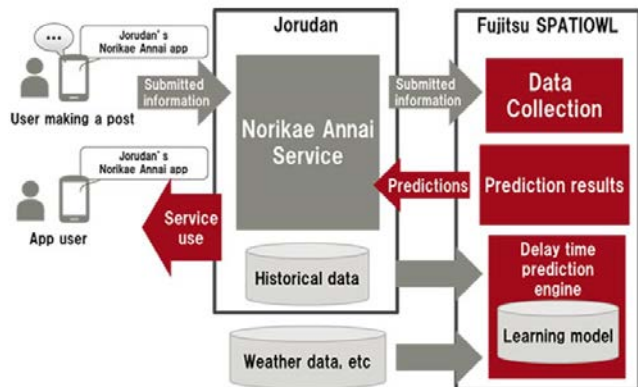 Jorudan
Fujitsu SPATIOWL
...
Jorudan's
Norikae Annai app
User making a post
Submitted
information
Norikae Annai
Service
Submitted
information
Data
Collection
Jorudan's
Norikae Annai app
App user
Service
use
Predictions
Prediction results
Historical data
Delay time
prediction
engine
Learning model
Weather data, etc